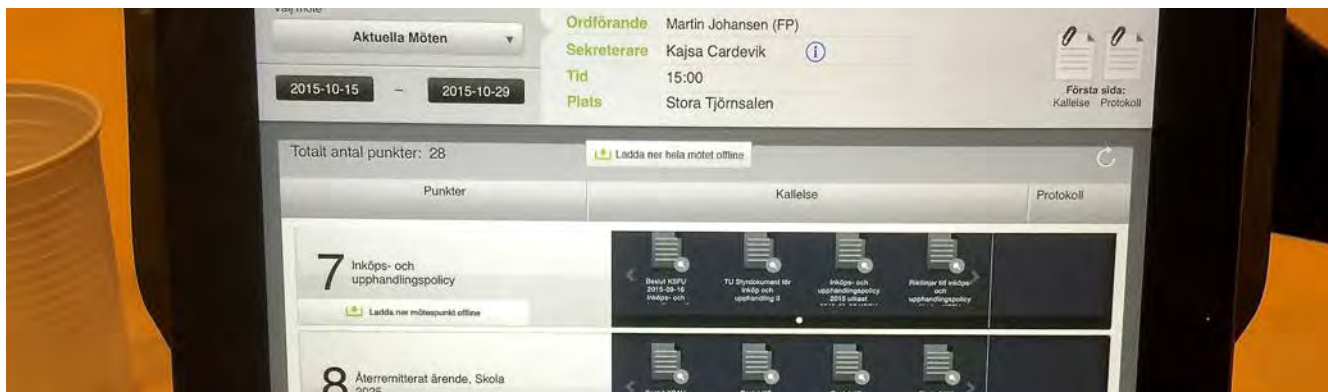 Välj möte
Aktuella Möten
2015-10-15 – 2015-10-29
Ordförande Martin Johansen (FP)
Sekreterare Kajsa Cardevik
Tid 15:00
Plats Stora Tjörnsalen
Första sida:
Kallelse Protokoll
Totalt antal punkter: 28
Ladda ner hela mötet offline
Punkter Kallelse Protokoll
7 Inköps- och
upphandlingspolicy
Ladda ner mötespunkt offline
Beslut KSFU
2015-09-16
Inköps- och
TU Styrdokument för
inköp och
upphandling
Inköps- och
upphandlingspolicy
2015 utkast
Riktlinjer till inköps-
och
upphandlingspolicy
8 Återremitterat ärende, Skola
2025